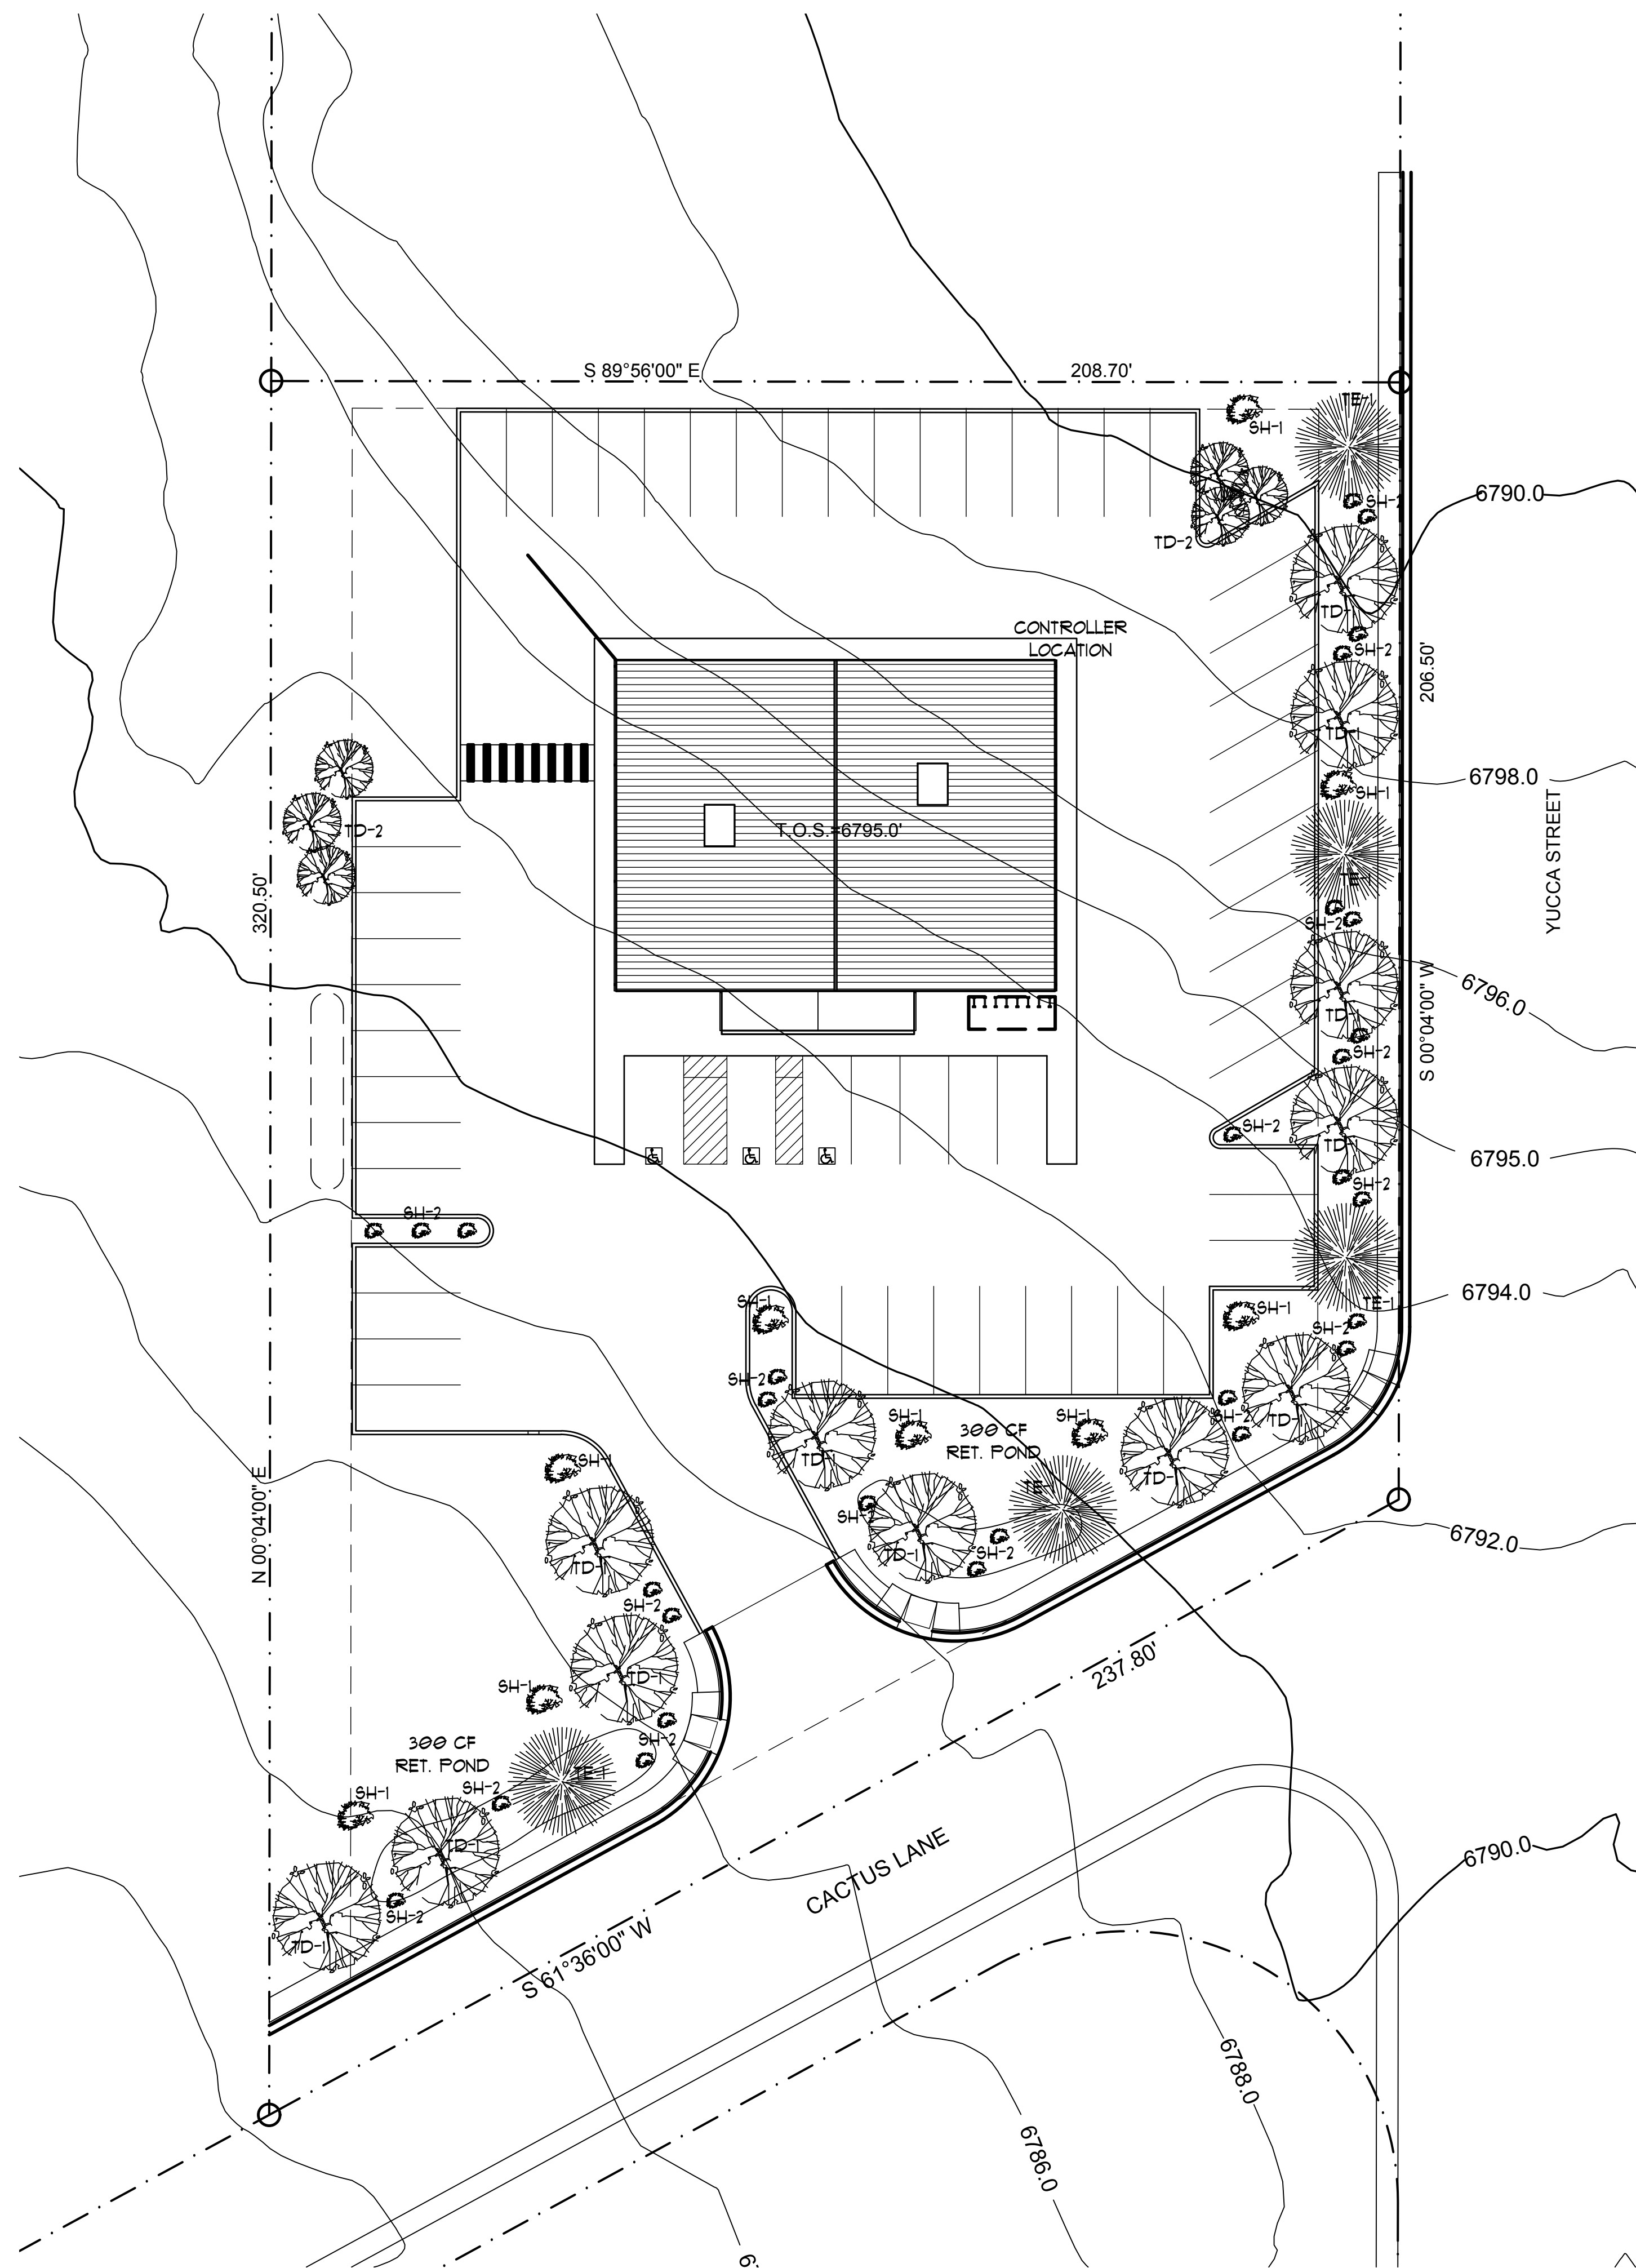 S 89°56'00" E
208.70'
TE-1
SH-1
6790.0
SH-2
TD-2
TD-1
CONTROLLER
LOCATION
SH-2
206.50'
TD-1
6798.0
SH-1
YUCCA STREET
T.O.S.=6795.0'
TD-2
TE-1
320.50'
SH-2
6796.0
S 00°04'00" W
TD-1
SH-2
SH-2
TD-1
6795.0
SH-2
SH-2
6794.0
SH-1
SH-1
TE-1
SH-2
SH-2
SH-1
SH-1
SH-2
TD-1
300 CF
RET. POND
TD-1
SH-1
TD-1
N 00°04'00" E
TE-1
SH-2
6792.0
TD-1
SH-2
TD-1
SH-2
237.80'
SH-1
TD-1
SH-2
300 CF
RET. POND
TE-1
SH-1
SH-2
TD-1
6790.0
CACTUS LANE
SH-2
TD-1
S 61°36'00" W
6788.0
6786.0